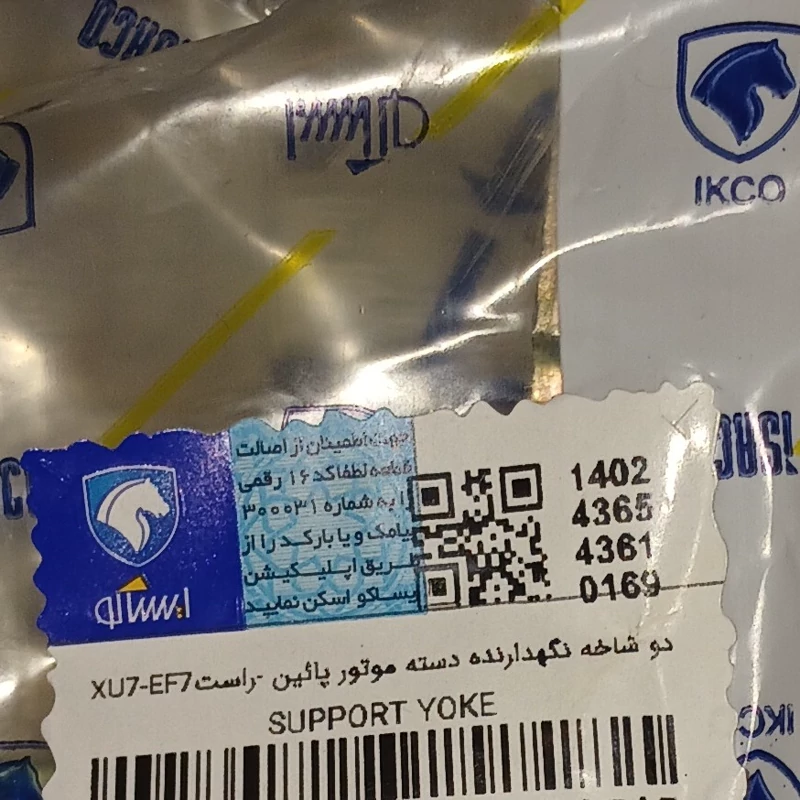 ISACO
ایساکو
IKCO
ISACO
ایساکو
جهت اطمینان از اصالت
قطعه لطفا کد ۱۶ رقمی
را به شماره ۳۰۰۰۳۱
پیامک و یا بارکد را از
طریق اپلیکیشن
ایساکو اسکن نمایید
1402
4365
4361
0169
دو شاخه نگهدارنده دسته موتور پائین -راست XU7-EF7
SUPPORT YOKE